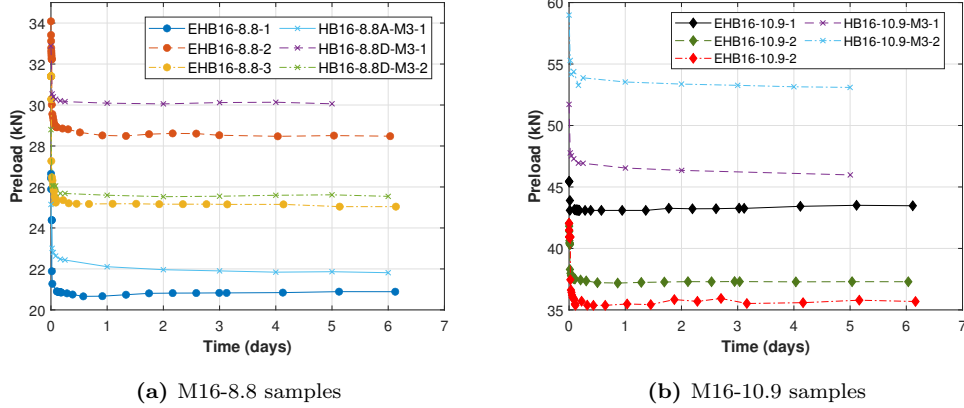 34
32
30
28
26
24
22
20
Preload (kN)
0 1 2 3 4 5 6 7
Time (days)
EHB16-8.8-1
EHB16-8.8-2
EHB16-8.8-3
HB16-8.8A-M3-1
HB16-8.8D-M3-1
HB16-8.8D-M3-2
(a) M16-8.8 samples
60
55
50
45
40
35
Preload (kN)
0 1 2 3 4 5 6 7
Time (days)
EHB16-10.9-1
EHB16-10.9-2
EHB16-10.9-2
HB16-10.9-M3-1
HB16-10.9-M3-2
(b) M16-10.9 samples